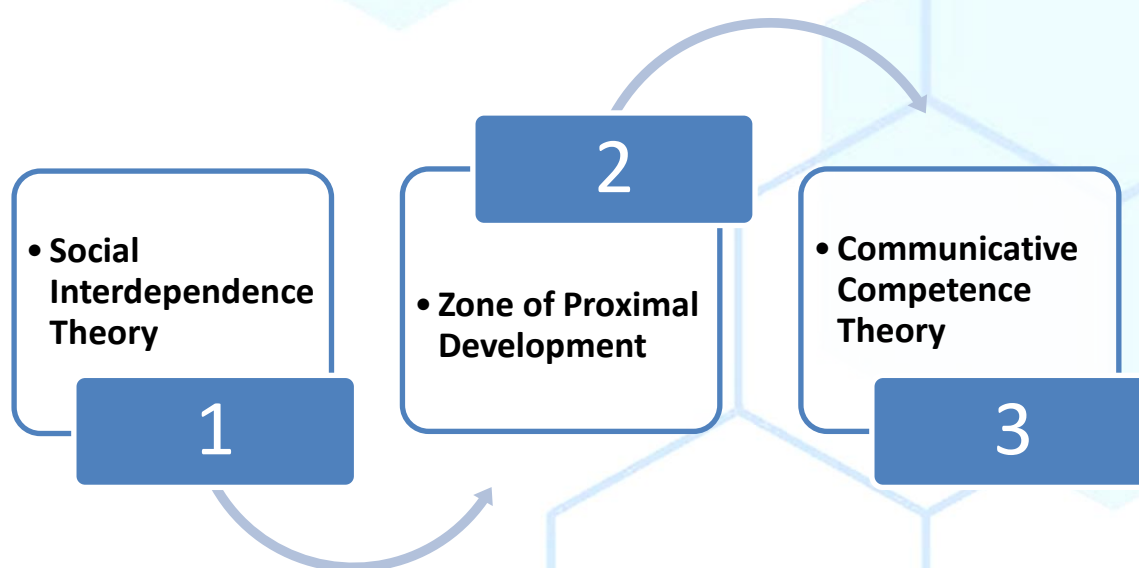 • Social
Interdependence
Theory
1
2
• Zone of Proximal
Development
• Communicative
Competence
Theory
3